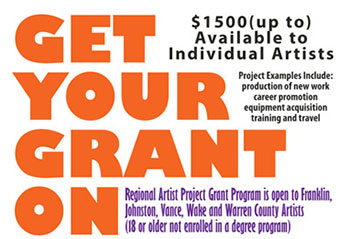 GET
YOUR
GRANT
ON
$1500(up to)
Available to
Individual Artists
Project Examples Include:
production of new work
career promotion
equipment acquisition
training and travel
Regional Artist Project Grant Program is open to Franklin,
Johnston, Vance, Wake and Warren County Artists
(18 or older not enrolled in a degree program)